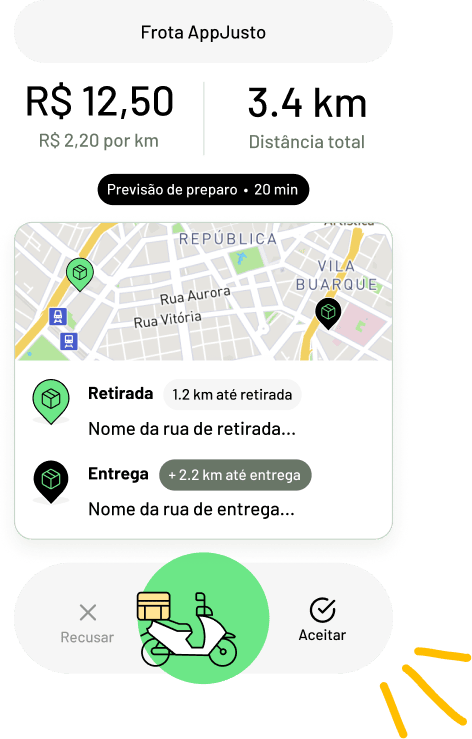 Frota AppJusto
R$ 12,50
3.4 km
R$ 2,20 por km
Distância total
Previsão de preparo • 20 min
REPÚBLICA
VILA
BUARQUE
Rua Aurora
Rua Vitória
Retirada 1.2 km até retirada
Nome da rua de retirada...
Entrega + 2.2 km até entrega
Nome da rua de entrega...
Recusar
Aceitar